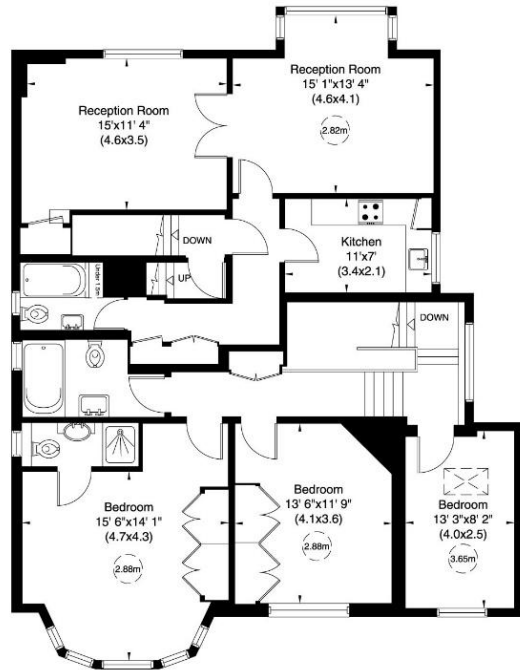 Reception Room
15'x11' 4"
(4.6x3.5)
Reception Room
15' 1"x13' 4"
(4.6x4.1)
2.82m
DOWN
Kitchen
11'x7'
(3.4x2.1)
UP
Under 1.5m
DOWN
Bedroom
15' 6"x14' 1"
(4.7x4.3)
2.88m
Bedroom
13' 6"x11' 9"
(4.1x3.6)
2.88m
Bedroom
13' 3"x8' 2"
(4.0x2.5)
3.65m